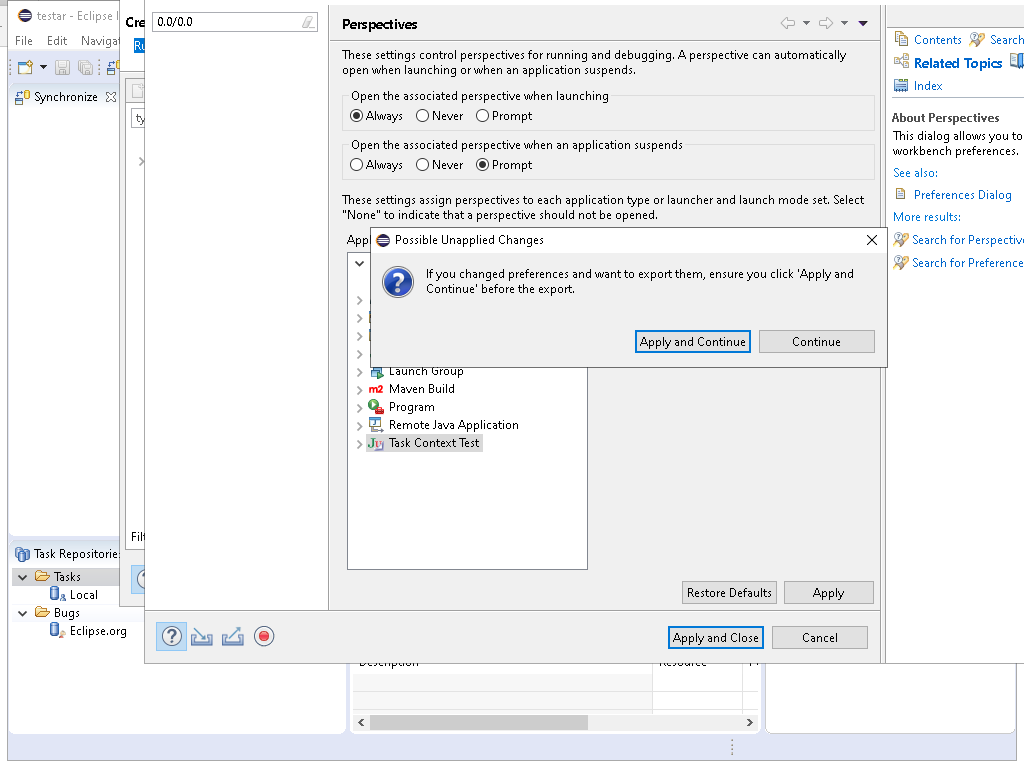 testar - Eclipse I
File Edit Navigat
Synchronize
Cre
Ru
ty
Filt
0.0/0.0
Perspectives
These settings control perspectives for running and debugging. A perspective can automatically
open when launching or when an application suspends.
Open the associated perspective when launching
Always Never Prompt
Open the associated perspective when an application suspends
Always Never Prompt
These settings assign perspectives to each application type or launcher and launch mode set. Select
"None" to indicate that a perspective should not be opened.
Appl
Possible Unapplied Changes
If you changed preferences and want to export them, ensure you click 'Apply and
Continue' before the export.
Apply and Continue Continue
Launch Group
m2 Maven Build
Program
Remote Java Application
Ju Task Context Test
Restore Defaults Apply
Apply and Close Cancel
Contents Search
Related Topics
Index
About Perspectives
This dialog allows you to
workbench preferences.
See also:
Preferences Dialog
More results:
Search for Perspective
Search for Preference
Task Repositories
Tasks
Local
Bugs
Eclipse.org
Description Resource